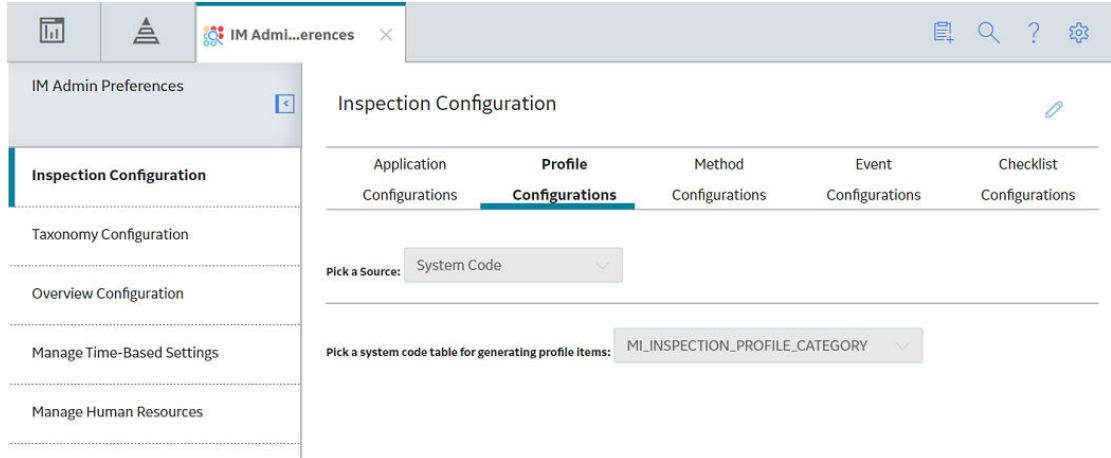 IM Admi...erences
IM Admin Preferences
Inspection Configuration
Taxonomy Configuration
Overview Configuration
Manage Time-Based Settings
Manage Human Resources
Inspection Configuration
Application Configurations
Profile Configurations
Method Configurations
Event Configurations
Checklist Configurations
Pick a Source: System Code
Pick a system code table for generating profile items: MI_INSPECTION_PROFILE_CATEGORY